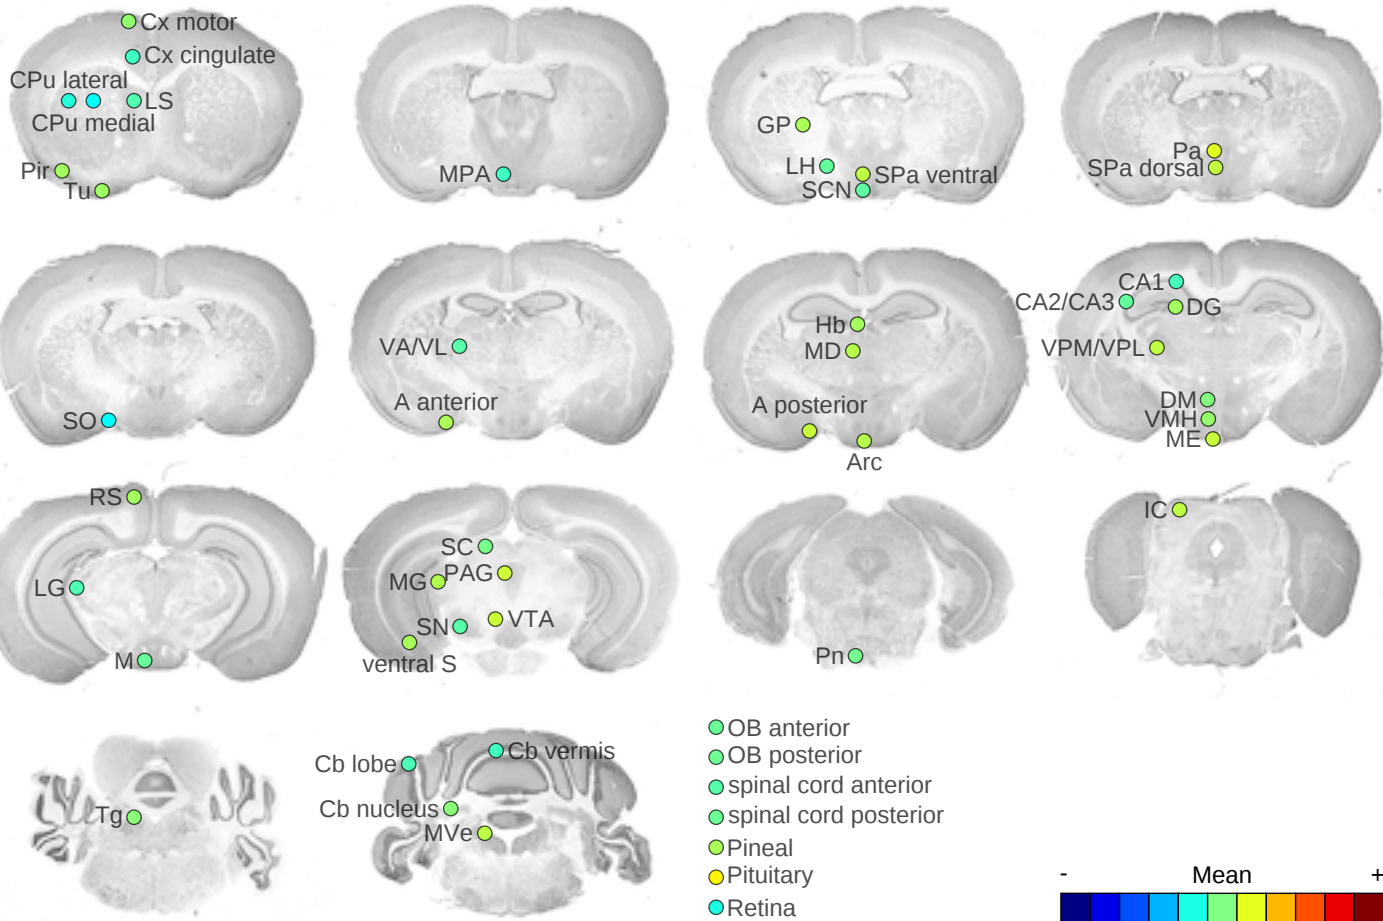 Cx motor
Cx cingulate
CPu lateral
LS
CPu medial
Pir
Tu
MPA
GP
LH
SPa ventral
SCN
Pa
SPa dorsal
SO
VA/VL
A anterior
Hb
MD
A posterior
Arc
CA1
CA2/CA3
DG
VPM/VPL
DM
VMH
ME
RS
LG
M
SC
MG
PAG
SN
VTA
ventral S
Pn
IC
Tg
Cb lobe
Cb vermis
Cb nucleus
MVe
OB anterior
OB posterior
spinal cord anterior
spinal cord posterior
Pineal
Pituitary
Retina
- Mean +